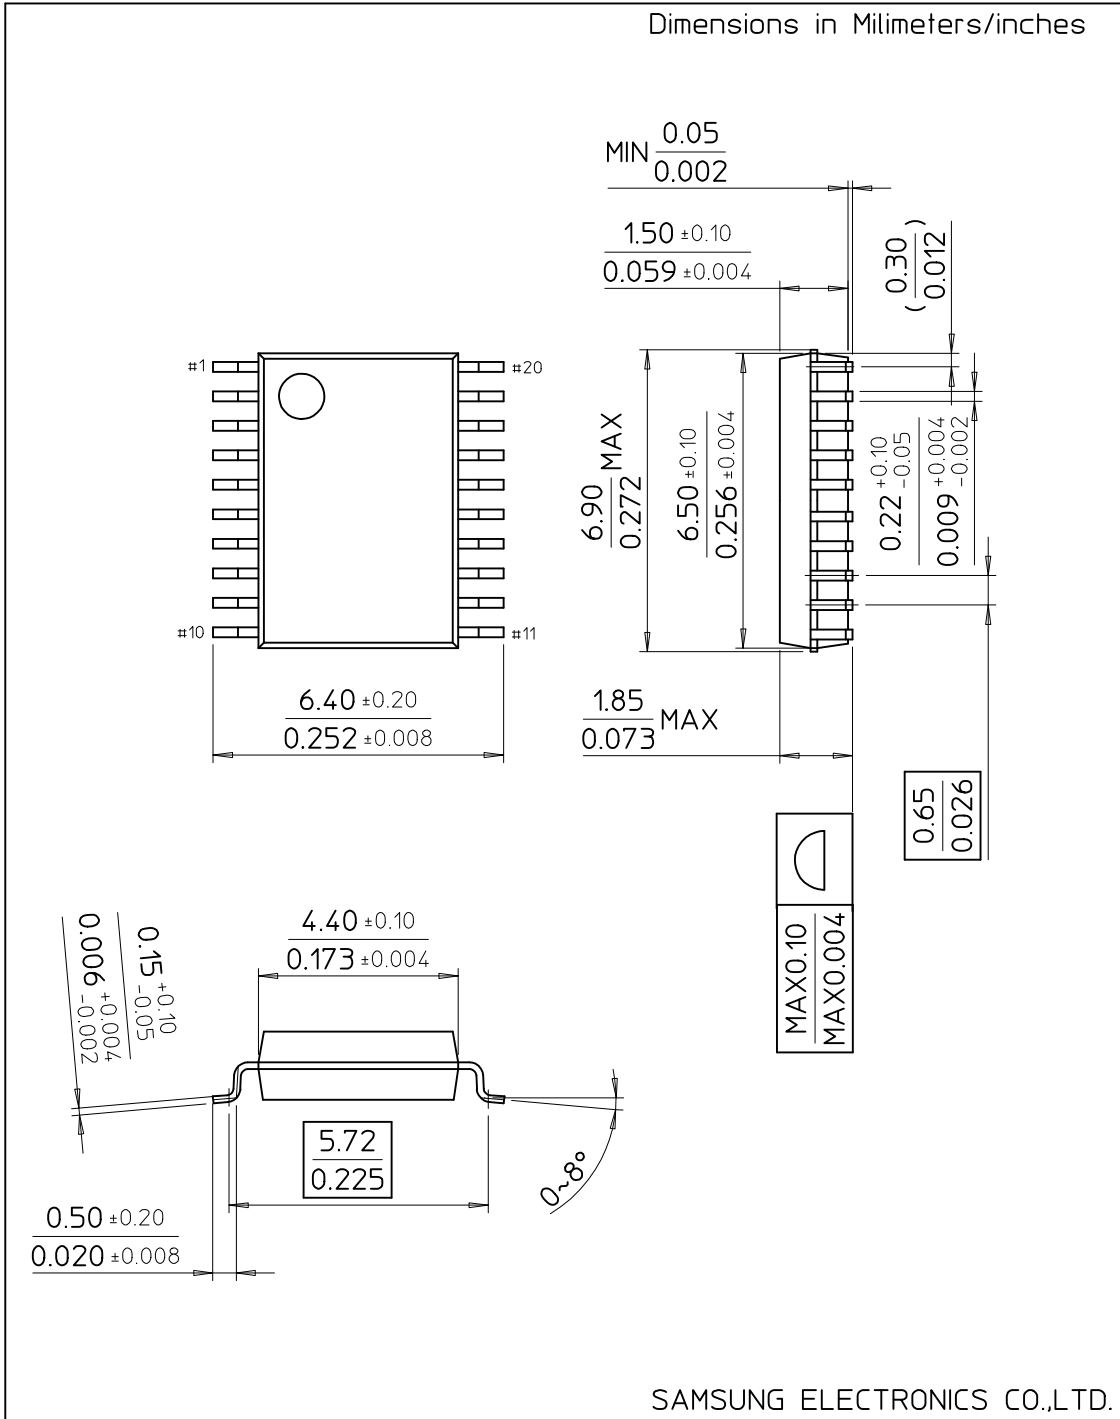 Dimensions in Milimeters/inches
MIN 0.05
0.002
1.50 ±0.10
0.059 ±0.004
( 0.30 )
0.012
#1
#20
6.90 MAX
0.272
6.50 ±0.10
0.256 ±0.004
0.22 +0.10 -0.05
0.009 +0.004 -0.002
#10
#11
6.40 ±0.20
0.252 ±0.008
1.85 MAX
0.073
0.65
0.026
MAX0.10
MAX0.004
0.15 +0.10 -0.05
0.006 +0.004 -0.002
4.40 ±0.10
0.173 ±0.004
5.72
0.225
0~8°
0.50 ±0.20
0.020 ±0.008
SAMSUNG ELECTRONICS CO.,LTD.